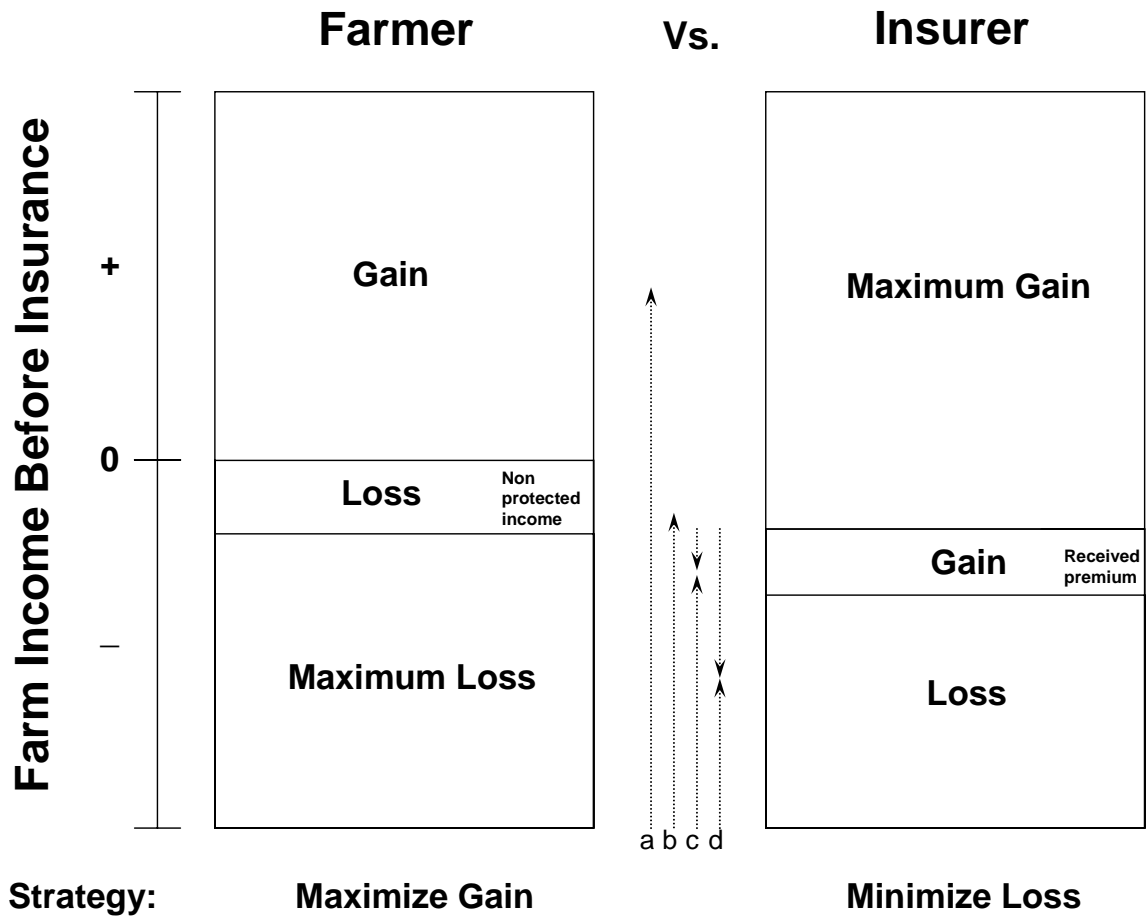 Farmer Vs. Insurer
Farm Income Before Insurance
+
0
–
Gain
Loss
Non
protected
income
Maximum Loss
a b c d
Maximum Gain
Gain
Received
premium
Loss
Strategy: Maximize Gain Minimize Loss